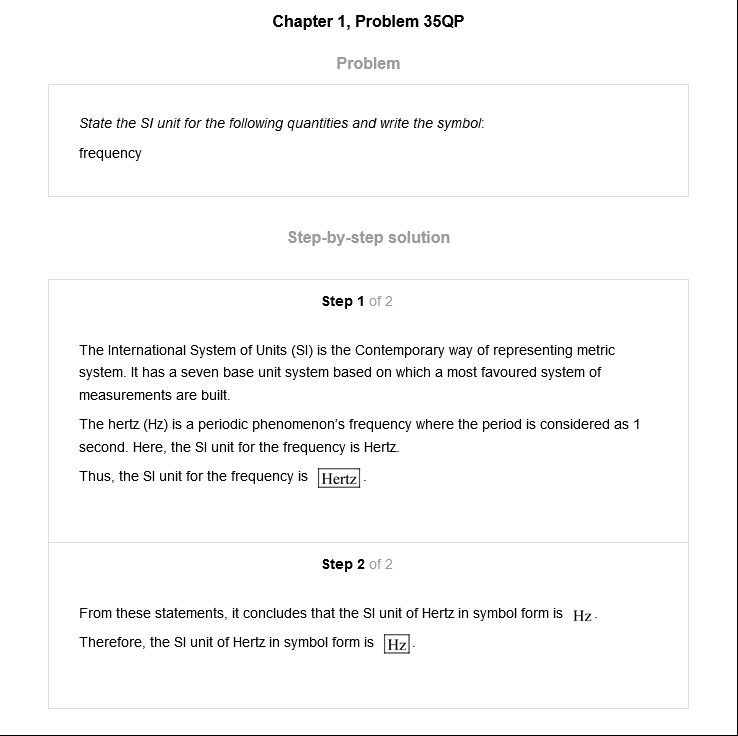 Chapter 1, Problem 35QP
Problem
State the SI unit for the following quantities and write the symbol:
frequency
Step-by-step solution
Step 1 of 2
The International System of Units (SI) is the Contemporary way of representing metric
system. It has a seven base unit system based on which a most favoured system of
measurements are built.
The hertz (Hz) is a periodic phenomenon's frequency where the period is considered as 1
second. Here, the SI unit for the frequency is Hertz.
Thus, the SI unit for the frequency is Hertz.
Step 2 of 2
From these statements, it concludes that the SI unit of Hertz in symbol form is Hz.
Therefore, the SI unit of Hertz in symbol form is Hz.